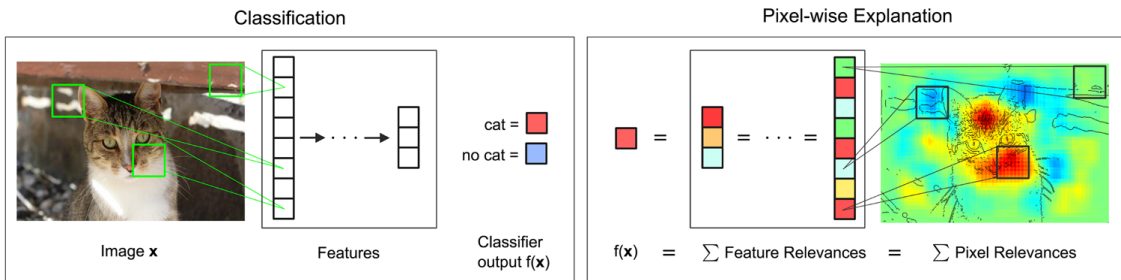 Classification
cat =
no cat =
Image x
Features
Classifier
output f(x)
Pixel-wise Explanation
= = · · · =
f(x) = ∑ Feature Relevances = ∑ Pixel Relevances